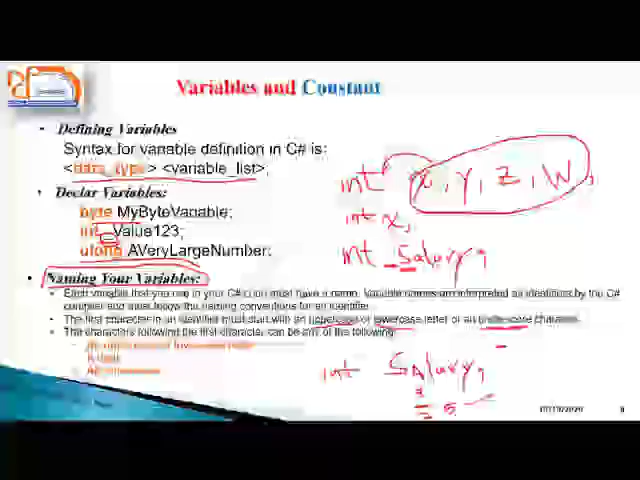 Variables and Constant
• Defining Variables
Syntax for variable definition in C# is:
<data_type> <variable_list>;
• Declar Variables:
byte MyByteVariable;
int _Value123;
ulong AVeryLargeNumber;
• Naming Your Variables:
• Each variable that you use in your C# must have a name. Variable names are interpreted as identifiers by the C#
compiler and must follow the naming conventions for an identifier.
• The first character in an identifier must start with an uppercase or lowercase letter or an underscore character.
• The characters following the first character can be any of the following
int x, y, z, w,
int x,
int _Salary;
int Salary;
8